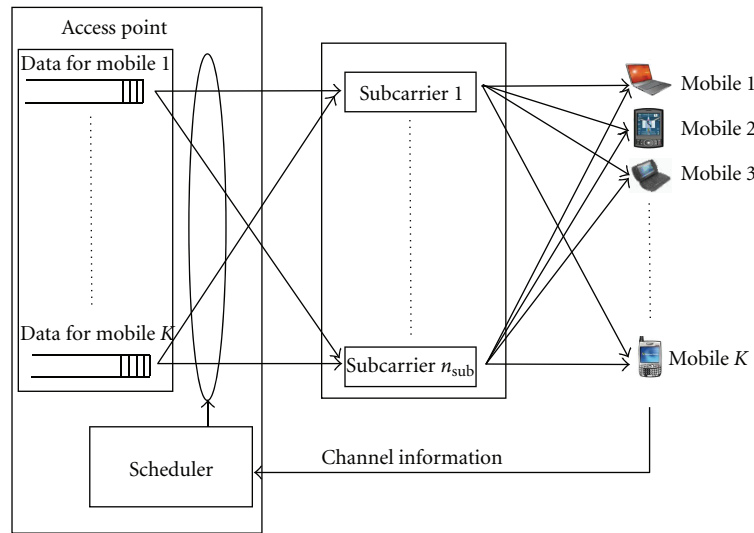 Access point
Data for mobile 1
Subcarrier 1
Mobile 1
Mobile 2
Mobile 3
Data for mobile K
Subcarrier n_sub
Mobile K
Scheduler
Channel information